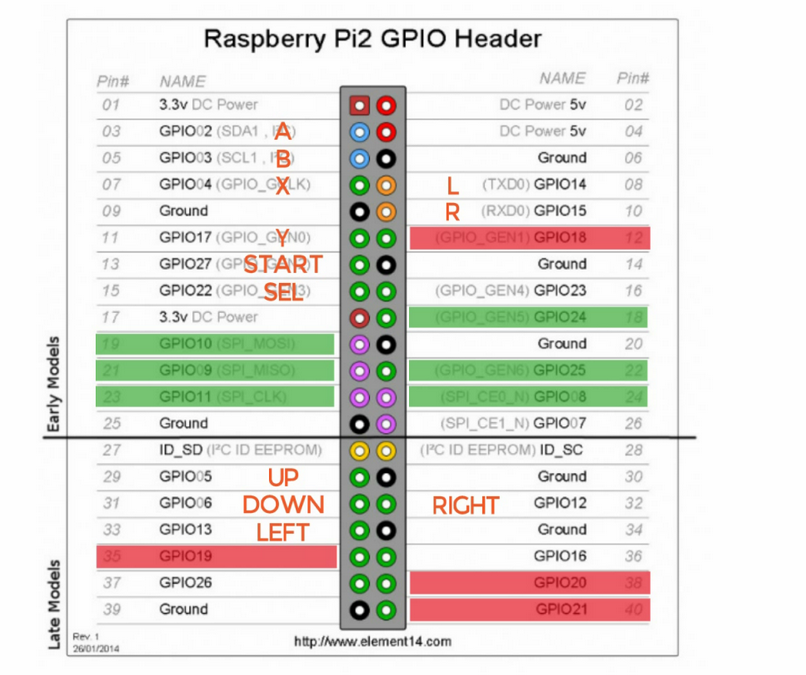 Raspberry Pi2 GPIO Header
Pin# NAME NAME Pin#
01 3.3v DC Power DC Power 5v 02
03 GPIO02 (SDA1 , I²C) A DC Power 5v 04
05 GPIO03 (SCL1 , I²C) B Ground 06
07 GPIO04 (GPIO_GCLK) X L (TXD0) GPIO14 08
09 Ground R (RXD0) GPIO15 10
11 GPIO17 (GPIO_GEN0) Y (GPIO_GEN1) GPIO18 12
13 GPIO27 START Ground 14
15 GPIO22 (GPIO_GEN3) SEL (GPIO_GEN4) GPIO23 16
17 3.3v DC Power (GPIO_GEN5) GPIO24 18
19 GPIO10 (SPI_MOSI) Ground 20
21 GPIO09 (SPI_MISO) (GPIO_GEN6) GPIO25 22
23 GPIO11 (SPI_CLK) (SPI_CE0_N) GPIO08 24
25 Ground (SPI_CE1_N) GPIO07 26
27 ID_SD (I²C ID EEPROM) (I²C ID EEPROM) ID_SC 28
29 GPIO05 UP Ground 30
31 GPIO06 DOWN RIGHT GPIO12 32
33 GPIO13 LEFT Ground 34
35 GPIO19 GPIO16 36
37 GPIO26 GPIO20 38
39 Ground GPIO21 40
Early Models
Late Models
Rev. 1
26/01/2014
http://www.element14.com